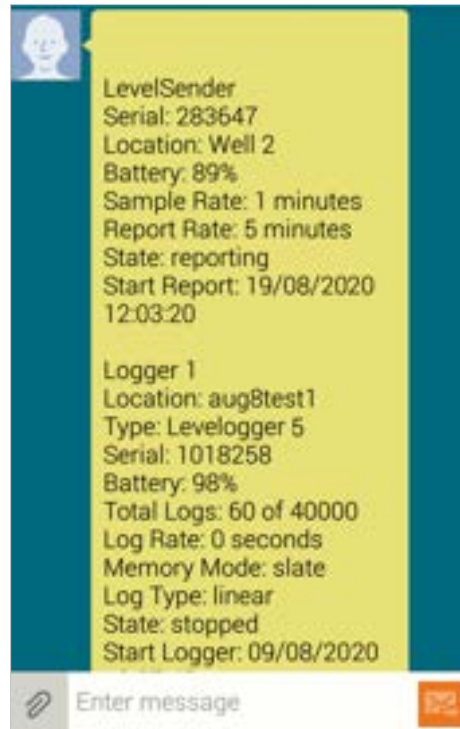 LevelSender
Serial: 283647
Location: Well 2
Battery: 89%
Sample Rate: 1 minutes
Report Rate: 5 minutes
State: reporting
Start Report: 19/08/2020
12:03:20
Logger 1
Location: aug8test1
Type: Levelogger 5
Serial: 1018258
Battery: 98%
Total Logs: 60 of 40000
Log Rate: 0 seconds
Memory Mode: slate
Log Type: linear
State: stopped
Start Logger: 09/08/2020
Enter message